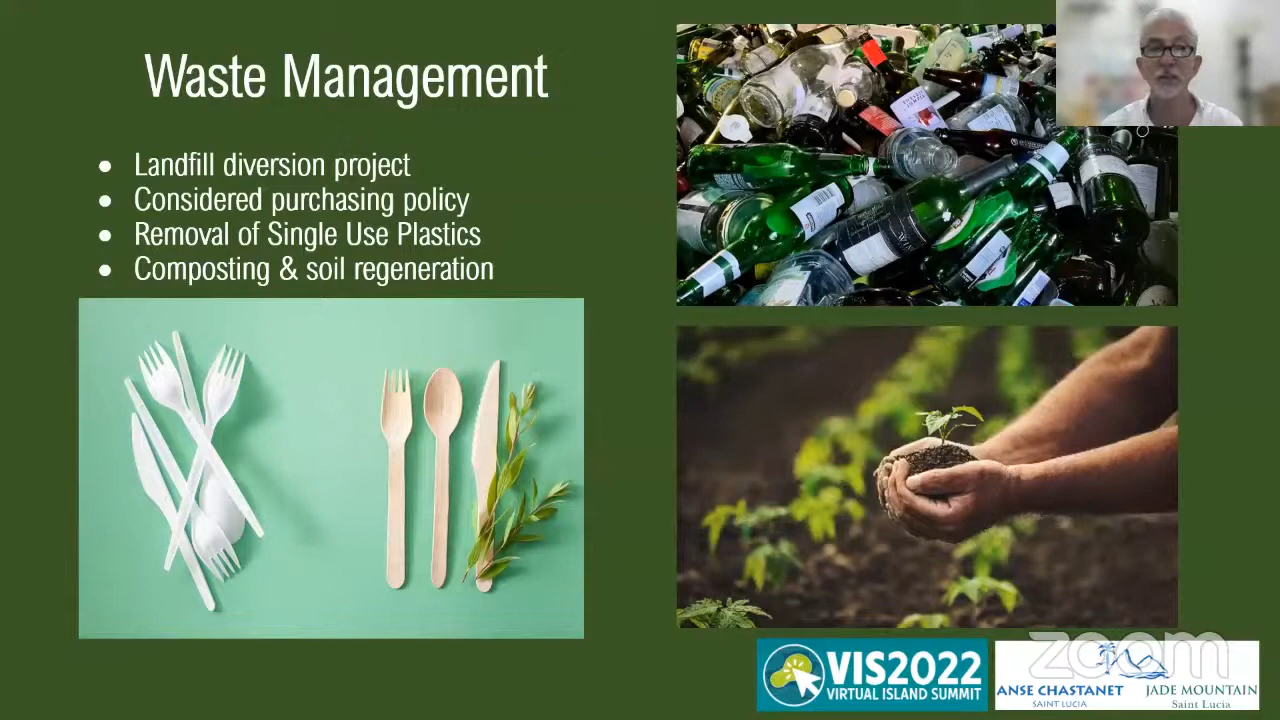 Waste Management
• Landfill diversion project
• Considered purchasing policy
• Removal of Single Use Plastics
• Composting & soil regeneration
VIS2022
VIRTUAL ISLAND SUMMIT
zoom
ANSE CHASTANET
SAINT LUCIA
JADE MOUNTAIN
Saint Lucia